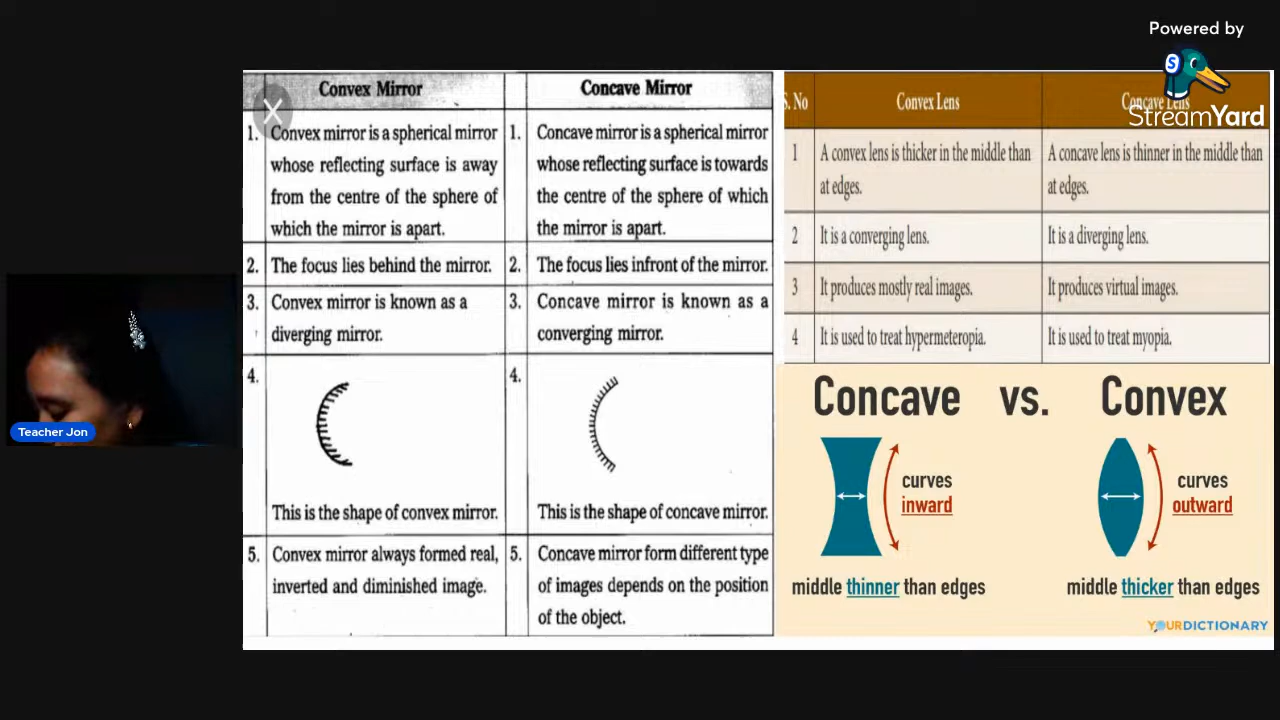 Powered by
StreamYard
Teacher Jon
Convex Mirror
Concave Mirror
1. Convex mirror is a spherical mirror
whose reflecting surface is away
from the centre of the sphere of
which the mirror is apart.
1. Concave mirror is a spherical mirror
whose reflecting surface is towards
the centre of the sphere of which
the mirror is apart.
2. The focus lies behind the mirror.
2. The focus lies infront of the mirror.
3. Convex mirror is known as a
diverging mirror.
3. Concave mirror is known as a
converging mirror.
4.
This is the shape of convex mirror.
4.
This is the shape of concave mirror.
5. Convex mirror always formed real,
inverted and diminished image.
5. Concave mirror form different type
of images depends on the position
of the object.
S. No
Convex Lens
Concave Lens
1
A convex lens is thicker in the middle than
at edges.
A concave lens is thinner in the middle than
at edges.
2
It is a converging lens.
It is a diverging lens.
3
It produces mostly real images.
It produces virtual images.
4
It is used to treat hypermeteropia.
It is used to treat myopia.
Concave vs. Convex
curves
inward
curves
outward
middle thinner than edges
middle thicker than edges
YOURDICTIONARY